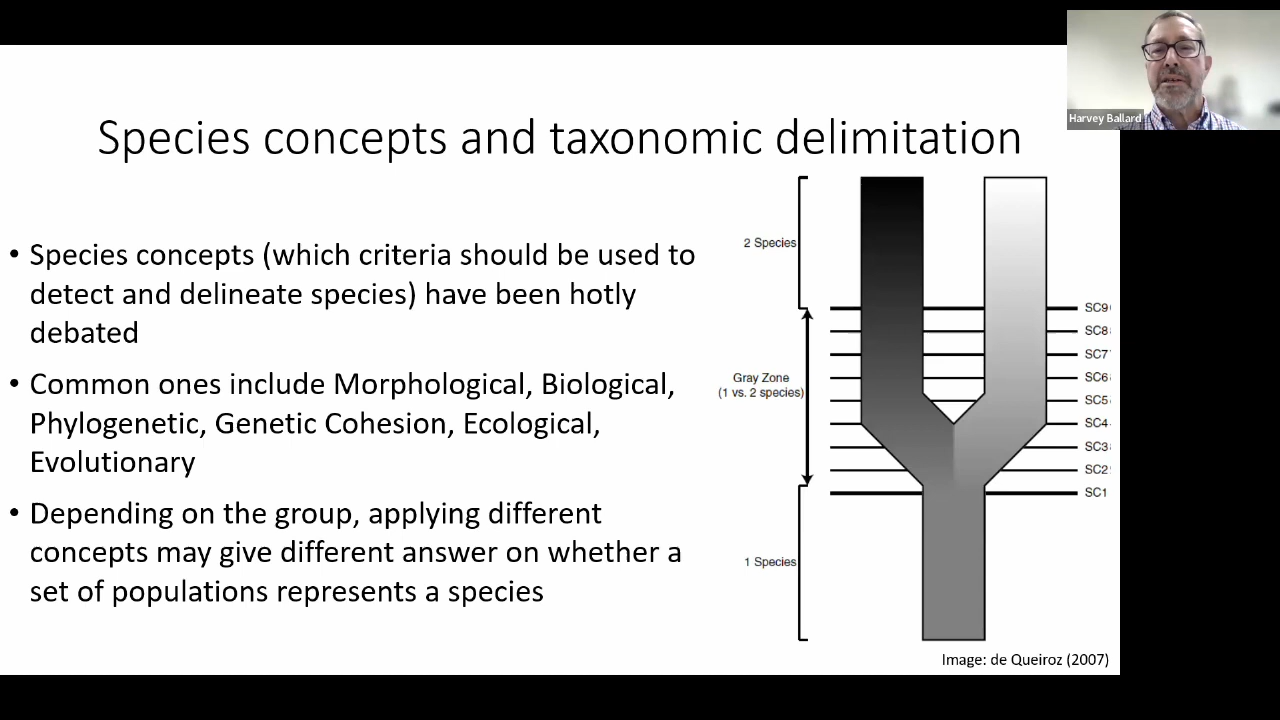 Harvey Ballard
Species concepts and taxonomic delimitation
• Species concepts (which criteria should be used to
detect and delineate species) have been hotly
debated
• Common ones include Morphological, Biological,
Phylogenetic, Genetic Cohesion, Ecological,
Evolutionary
• Depending on the group, applying different
concepts may give different answer on whether a
set of populations represents a species
2 Species
Gray Zone
(1 vs. 2 species)
1 Species
SC9
SC8
SC7
SC6
SC5
SC4
SC3
SC2
SC1
Image: de Queiroz (2007)